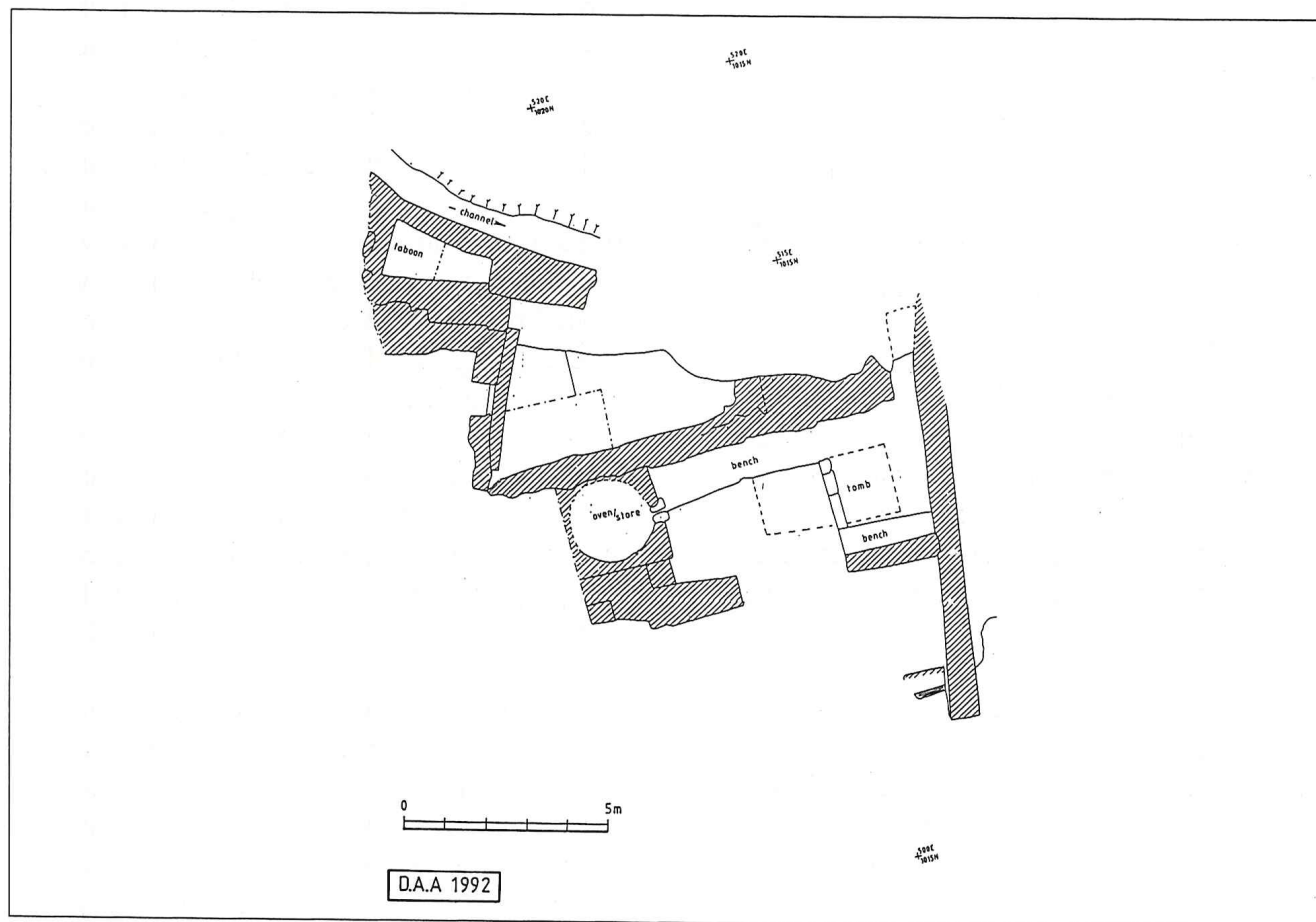 520E
1015N
520E
1020N
channel
taboon
515E
1015N
bench
tomb
oven/store
bench
0 5m
500E
1015N
D.A.A 1992